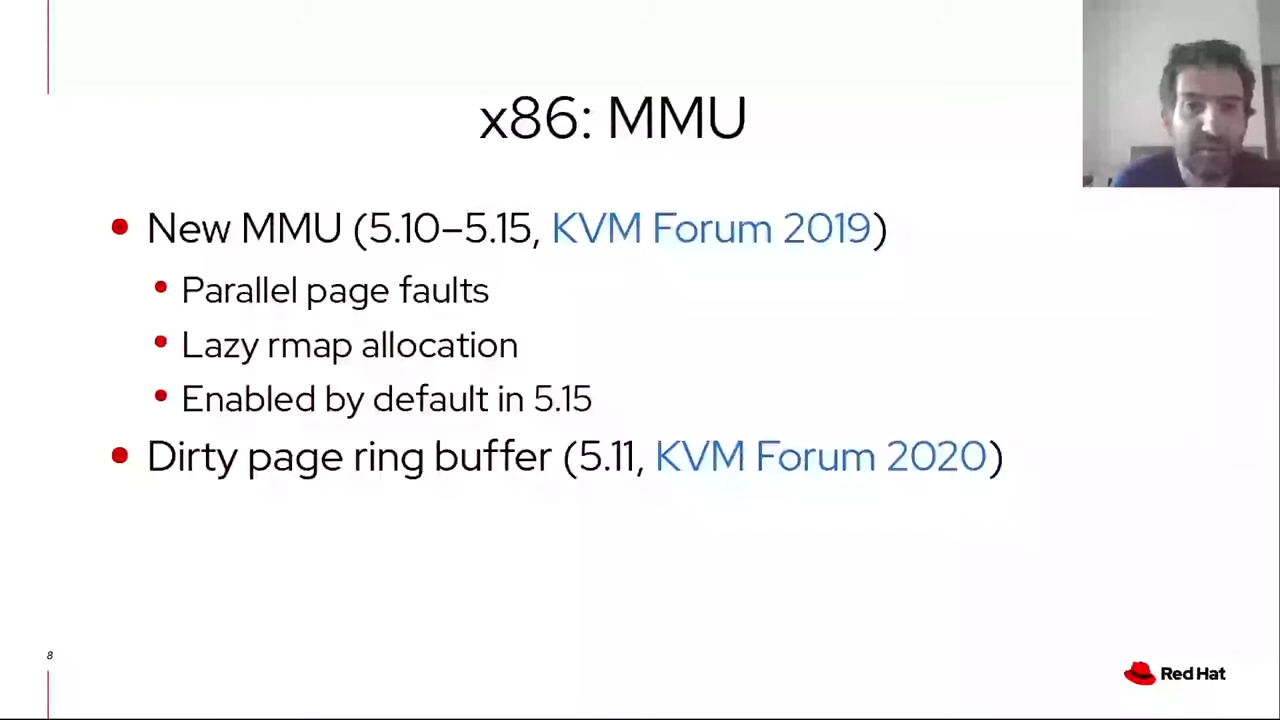 x86: MMU
New MMU (5.10–5.15, KVM Forum 2019)
Parallel page faults
Lazy rmap allocation
Enabled by default in 5.15
Dirty page ring buffer (5.11, KVM Forum 2020)
8
Red Hat